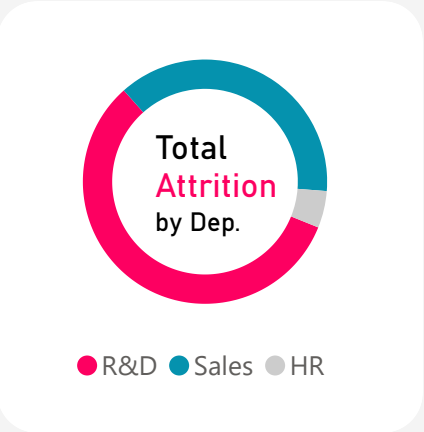 Total
Attrition
by Dep.
R&D Sales HR